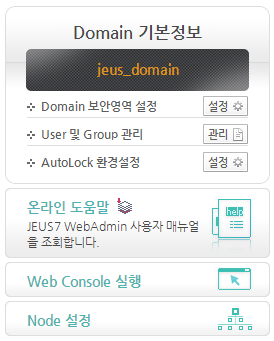 Domain 기본정보
jeus_domain
Domain 보안영역 설정 설정
User 및 Group 관리 관리
AutoLock 환경설정 설정
온라인 도움말
JEUS7 WebAdmin 사용자 매뉴얼
을 조회합니다.
help
Web Console 실행
Node 설정